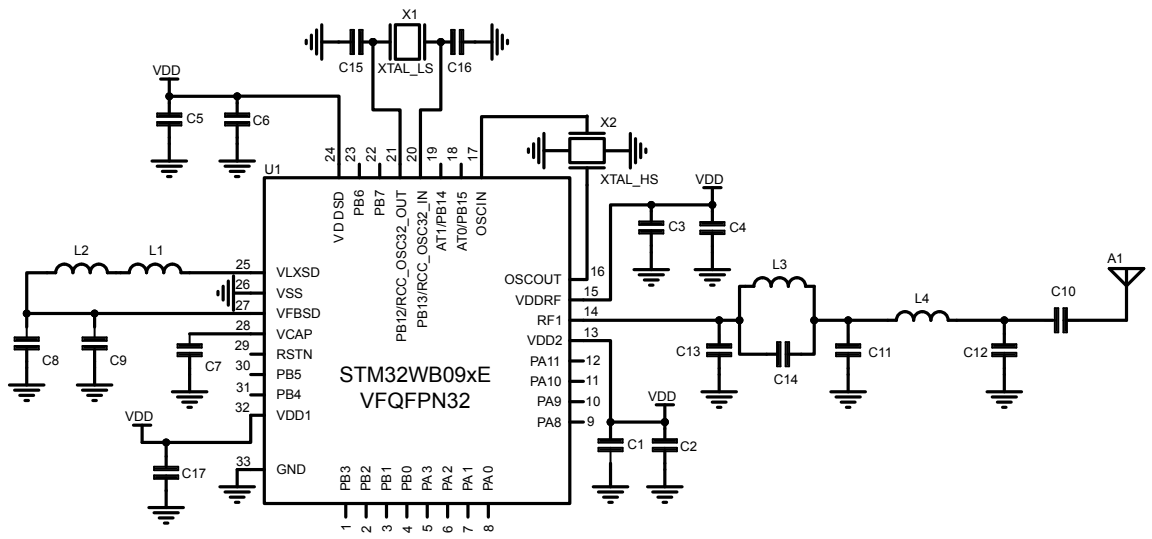 X1
C15
C16
XTAL_LS
VDD
C5
C6
X2
XTAL_HS
24
23
22
21
20
19
18
17
U1
VDDSD
PB6
PB7
PB12/RCC_OSC32_OUT
PB13/RCC_OSC32_IN
AT1/PB14
AT0/PB15
OSCIN
VDD
C3
C4
L2
L1
25
VLXSD
26
VSS
27
VFBSD
28
VCAP
29
RSTN
30
PB5
31
PB4
32
VDD1
33
GND
C8
C9
C7
VDD
C17
OSCOUT
16
VDDRF
15
RF1
14
VDD2
13
PA11
12
PA10
11
PA9
10
PA8
9
STM32WB09xE
VFQFPN32
L3
C13
C14
C11
L4
C12
C10
A1
VDD
C1
C2
PB3
PB2
PB1
PB0
PA3
PA2
PA1
PA0
1
2
3
4
5
6
7
8